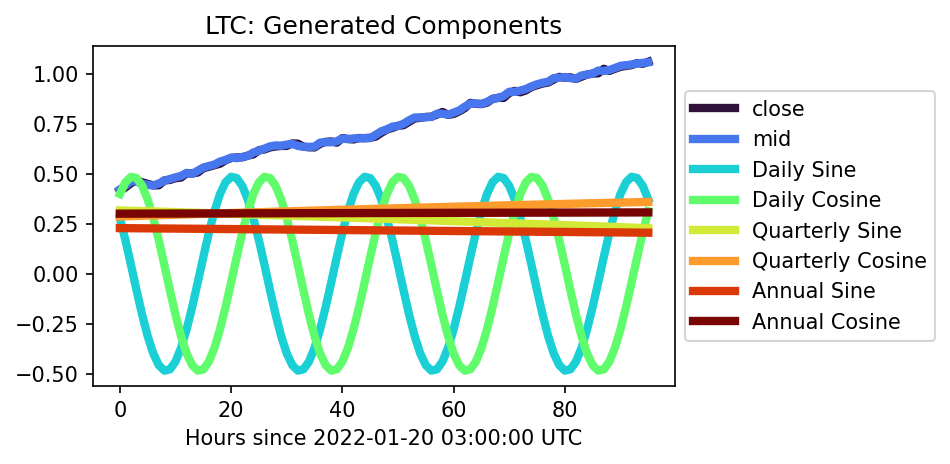 LTC: Generated Components
1.00
0.75
0.50
0.25
0.00
−0.25
−0.50
0
20
40
60
80
Hours since 2022-01-20 03:00:00 UTC
close
mid
Daily Sine
Daily Cosine
Quarterly Sine
Quarterly Cosine
Annual Sine
Annual Cosine